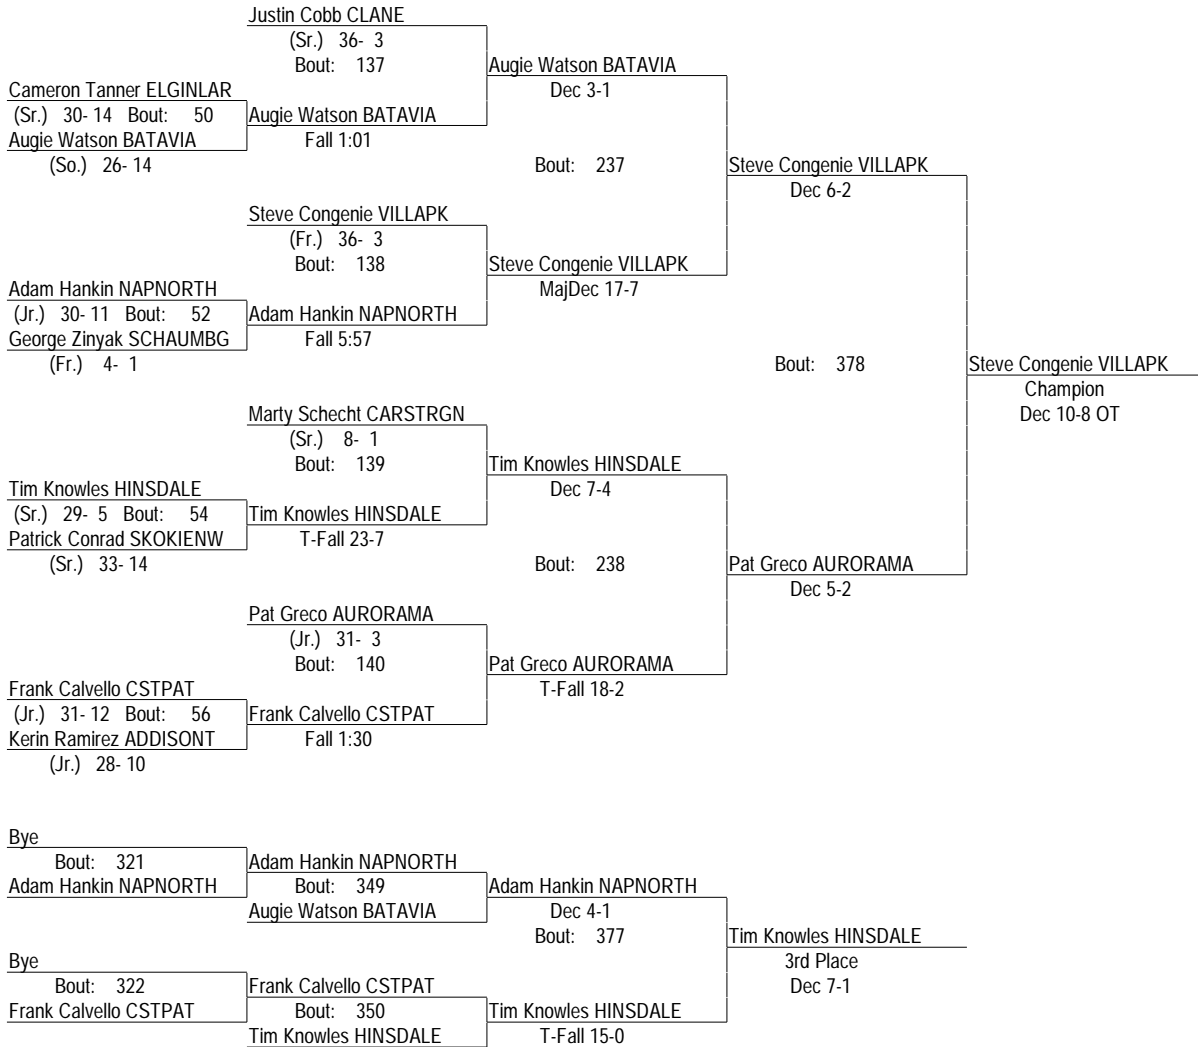 Justin Cobb CLANE
(Sr.) 36- 3
Bout: 137
Augie Watson BATAVIA
Dec 3-1
Cameron Tanner ELGINLAR
(Sr.) 30- 14 Bout: 50
Augie Watson BATAVIA
Augie Watson BATAVIA
Fall 1:01
(So.) 26- 14
Bout: 237
Steve Congenie VILLAPK
Dec 6-2
Steve Congenie VILLAPK
(Fr.) 36- 3
Bout: 138
Steve Congenie VILLAPK
MajDec 17-7
Adam Hankin NAPNORTH
(Jr.) 30- 11 Bout: 52
Adam Hankin NAPNORTH
George Zinyak SCHAUMBG
Fall 5:57
(Fr.) 4- 1
Bout: 378
Steve Congenie VILLAPK
Champion
Dec 10-8 OT
Marty Schecht CARSTRGN
(Sr.) 8- 1
Bout: 139
Tim Knowles HINSDALE
Dec 7-4
Tim Knowles HINSDALE
(Sr.) 29- 5 Bout: 54
Tim Knowles HINSDALE
Patrick Conrad SKOKIENW
T-Fall 23-7
(Sr.) 33- 14
Bout: 238
Pat Greco AURORAMA
Dec 5-2
Pat Greco AURORAMA
(Jr.) 31- 3
Bout: 140
Pat Greco AURORAMA
T-Fall 18-2
Frank Calvello CSTPAT
(Jr.) 31- 12 Bout: 56
Frank Calvello CSTPAT
Kerin Ramirez ADDISONT
Fall 1:30
(Jr.) 28- 10
Bye
Bout: 321
Adam Hankin NAPNORTH
Adam Hankin NAPNORTH
Bout: 349
Adam Hankin NAPNORTH
Augie Watson BATAVIA
Dec 4-1
Bout: 377
Tim Knowles HINSDALE
3rd Place
Dec 7-1
Bye
Bout: 322
Frank Calvello CSTPAT
Frank Calvello CSTPAT
Bout: 350
Tim Knowles HINSDALE
Tim Knowles HINSDALE
T-Fall 15-0